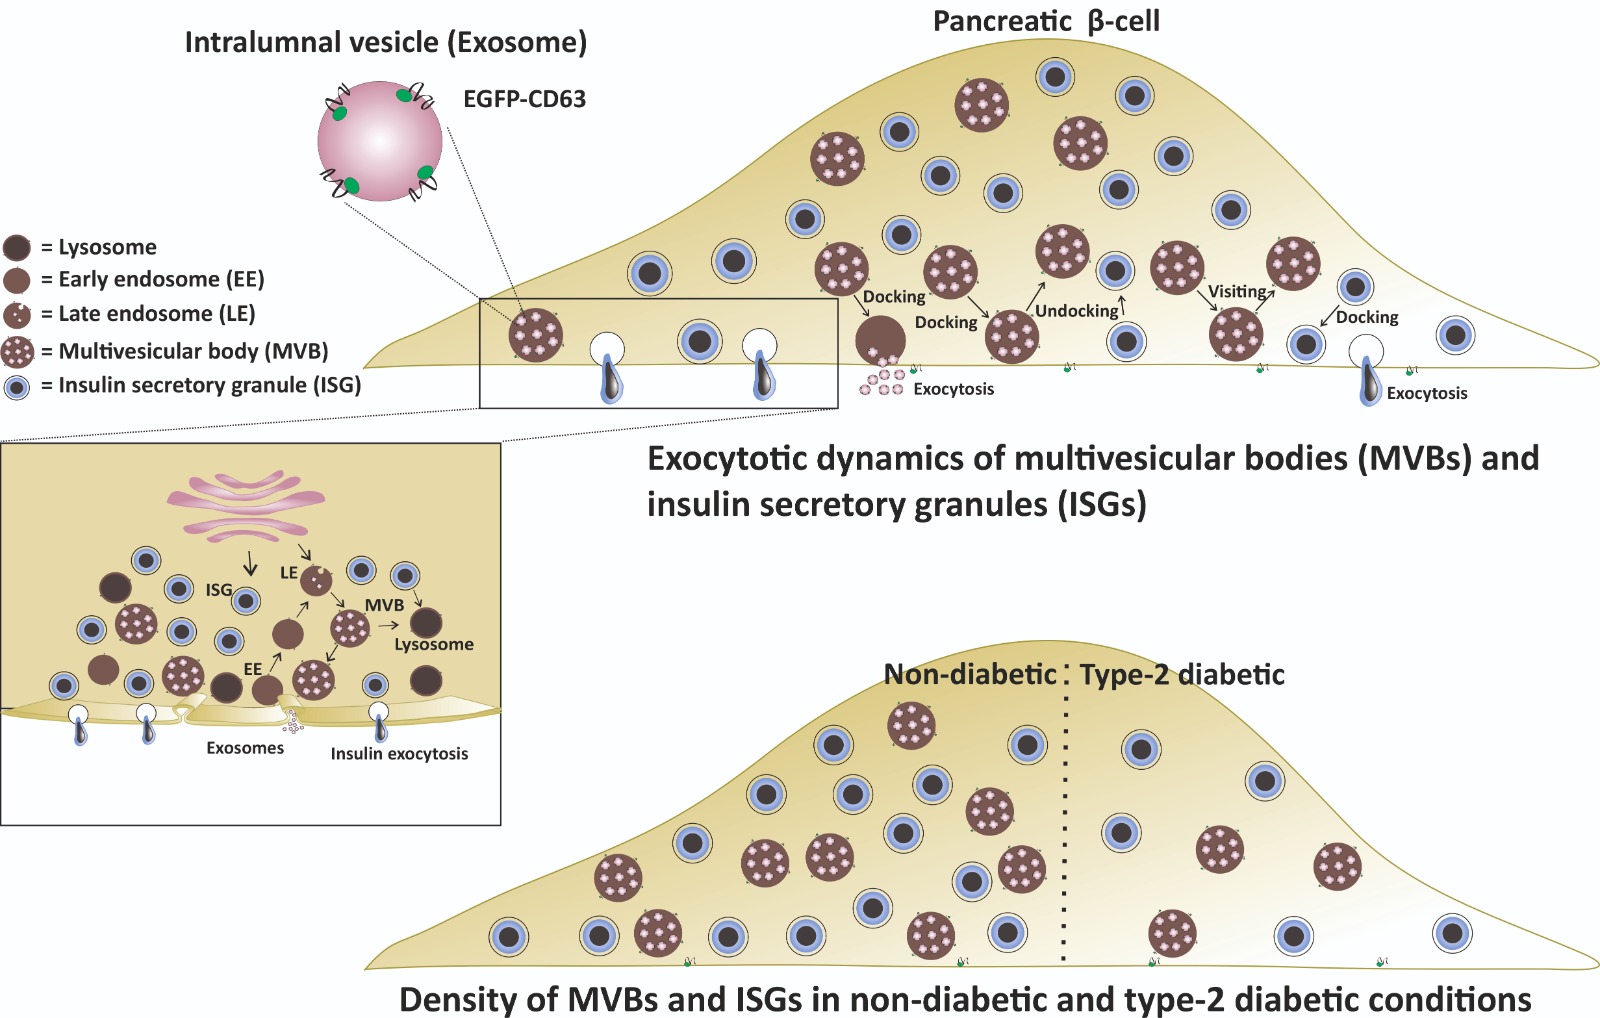 Pancreatic β-cell
Intralumnal vesicle (Exosome)
EGFP-CD63
= Lysosome
= Early endosome (EE)
= Late endosome (LE)
= Multivesicular body (MVB)
= Insulin secretory granule (ISG)
Docking
Docking
Undocking
Visiting
Docking
Exocytosis
Exocytosis
Exocytotic dynamics of multivesicular bodies (MVBs) and
insulin secretory granules (ISGs)
LE
ISG
MVB
Lysosome
EE
Exosomes
Insulin exocytosis
Non-diabetic
Type-2 diabetic
Density of MVBs and ISGs in non-diabetic and type-2 diabetic conditions